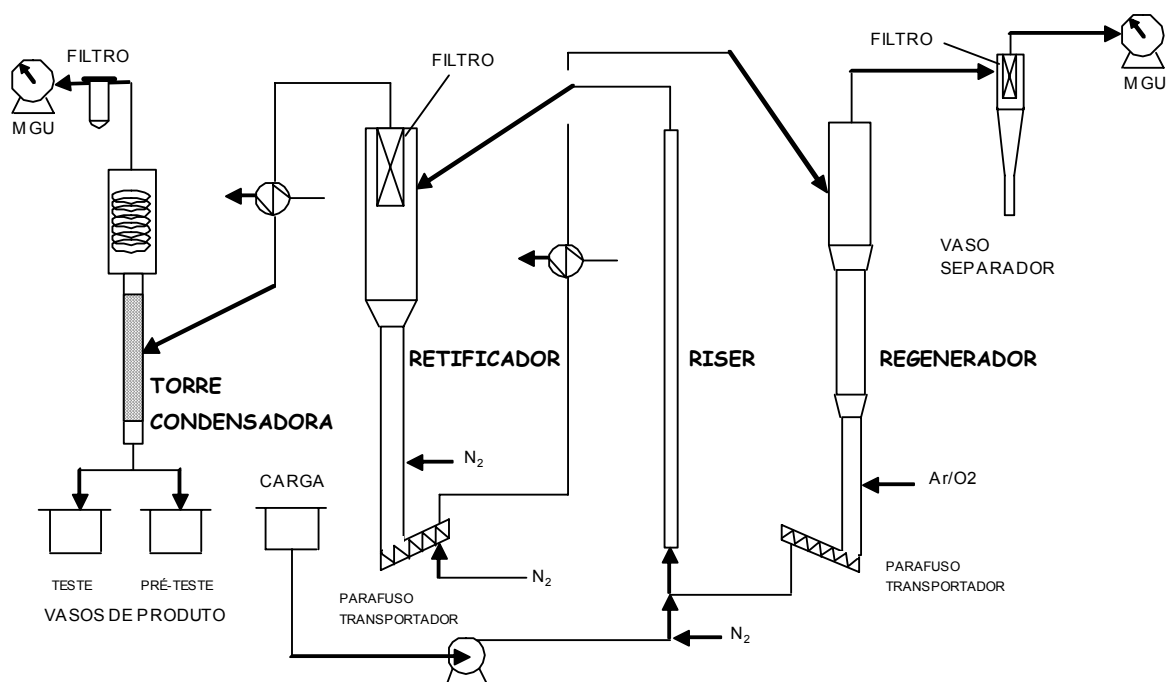 FILTRO
MGU
TORRE
CONDENSADORA
TESTE
PRÉ-TESTE
VASOS DE PRODUTO
FILTRO
RETIFICADOR
N2
CARGA
N2
PARAFUSO
TRANSPORTADOR
RISER
N2
FILTRO
MGU
VASO
SEPARADOR
REGENERADOR
Ar/O2
PARAFUSO
TRANSPORTADOR